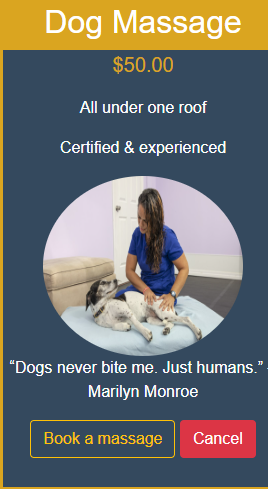 Dog Massage
$50.00
All under one roof
Certified & experienced
“Dogs never bite me. Just humans.” -
Marilyn Monroe
Book a massage
Cancel